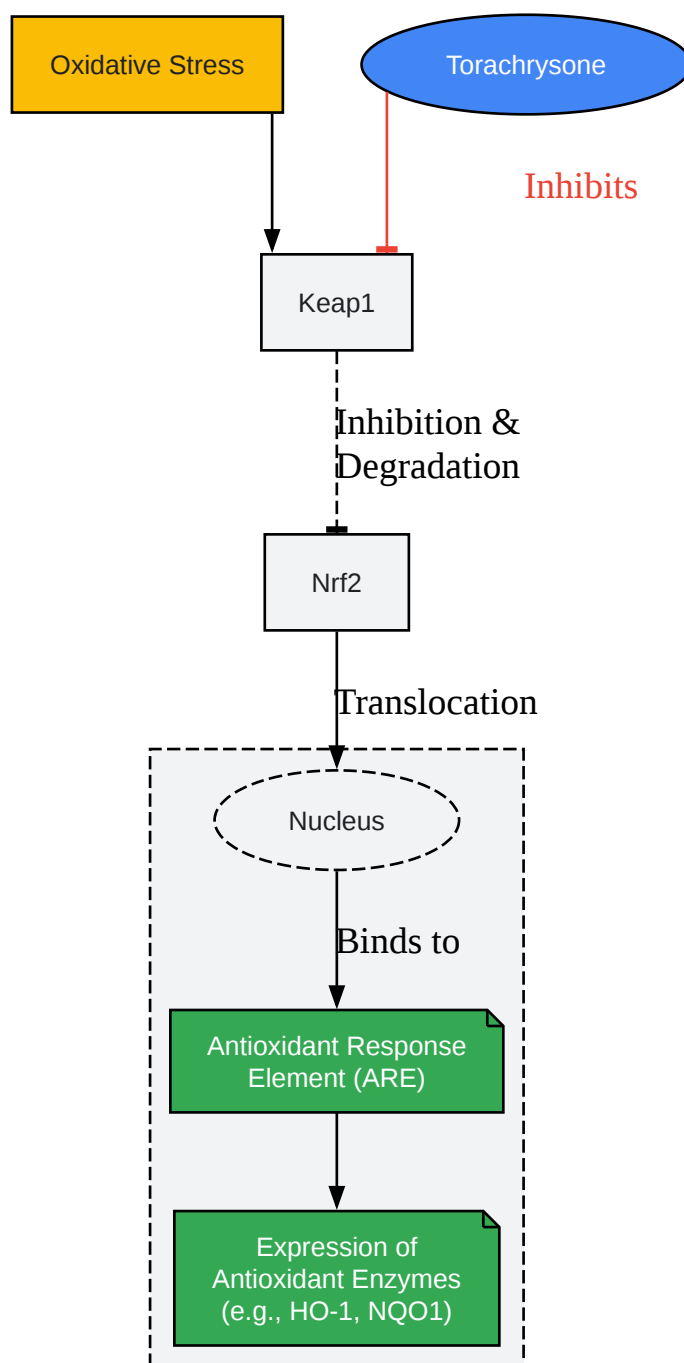 Oxidative Stress
Torachrysone
Inhibits
Keap1
Inhibition &
Degradation
Nrf2
Translocation
Nucleus
Binds to
Antioxidant Response
Element (ARE)
Expression of
Antioxidant Enzymes
(e.g., HO-1, NQO1)